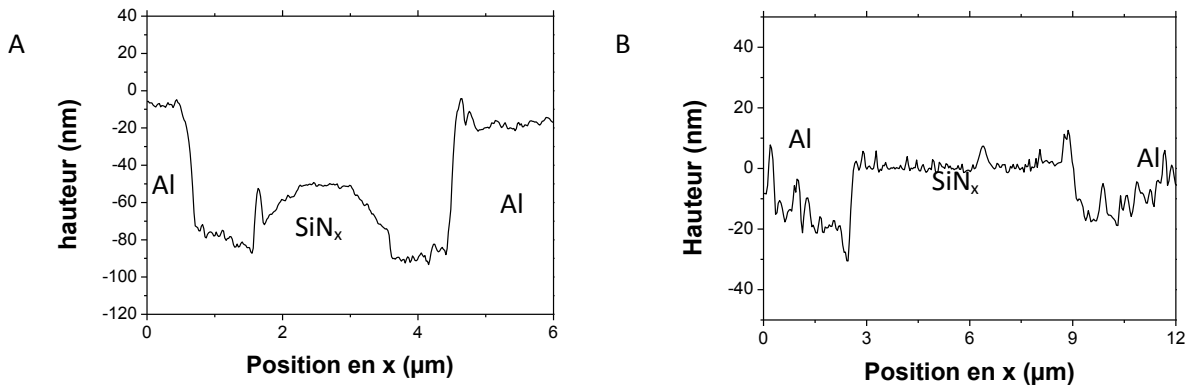 A
hauteur (nm)
40
20
0
-20
-40
-60
-80
-100
-120
Al
SiNₓ
Al
0
2
4
6
Position en x (µm)
B
Hauteur (nm)
40
20
0
-20
-40
Al
SiNₓ
Al
0
3
6
9
12
Position en x (µm)